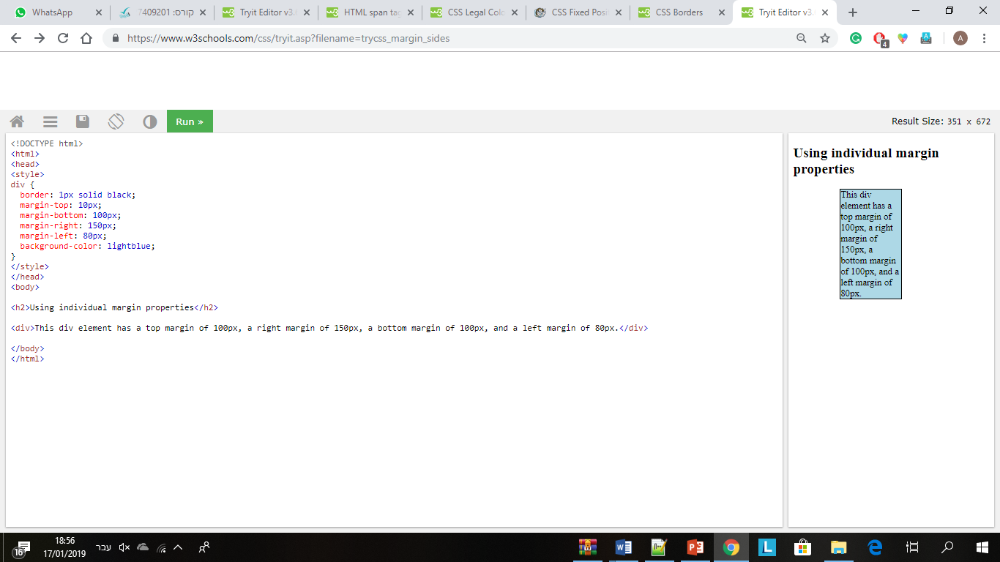 WhatsApp
קורס: 7409201
Tryit Editor v3.
HTML span tag
CSS Legal Colo
CSS Fixed Posit
CSS Borders
Tryit Editor v3.
https://www.w3schools.com/css/tryit.asp?filename=trycss_margin_sides
4
A
Run »
Result Size: 351 x 672
<!DOCTYPE html>
<html>
<head>
<style>
div {
  border: 1px solid black;
  margin-top: 10px;
  margin-bottom: 100px;
  margin-right: 150px;
  margin-left: 80px;
  background-color: lightblue;
}
</style>
</head>
<body>
<h2>Using individual margin properties</h2>
<div>This div element has a top margin of 100px, a right margin of 150px, a bottom margin of 100px, and a left margin of 80px.</div>
</body>
</html>
Using individual margin
properties
This div
element has a
top margin of
100px, a right
margin of
150px, a
bottom margin
of 100px, and a
left margin of
80px.
16
18:56
17/01/2019
עבר